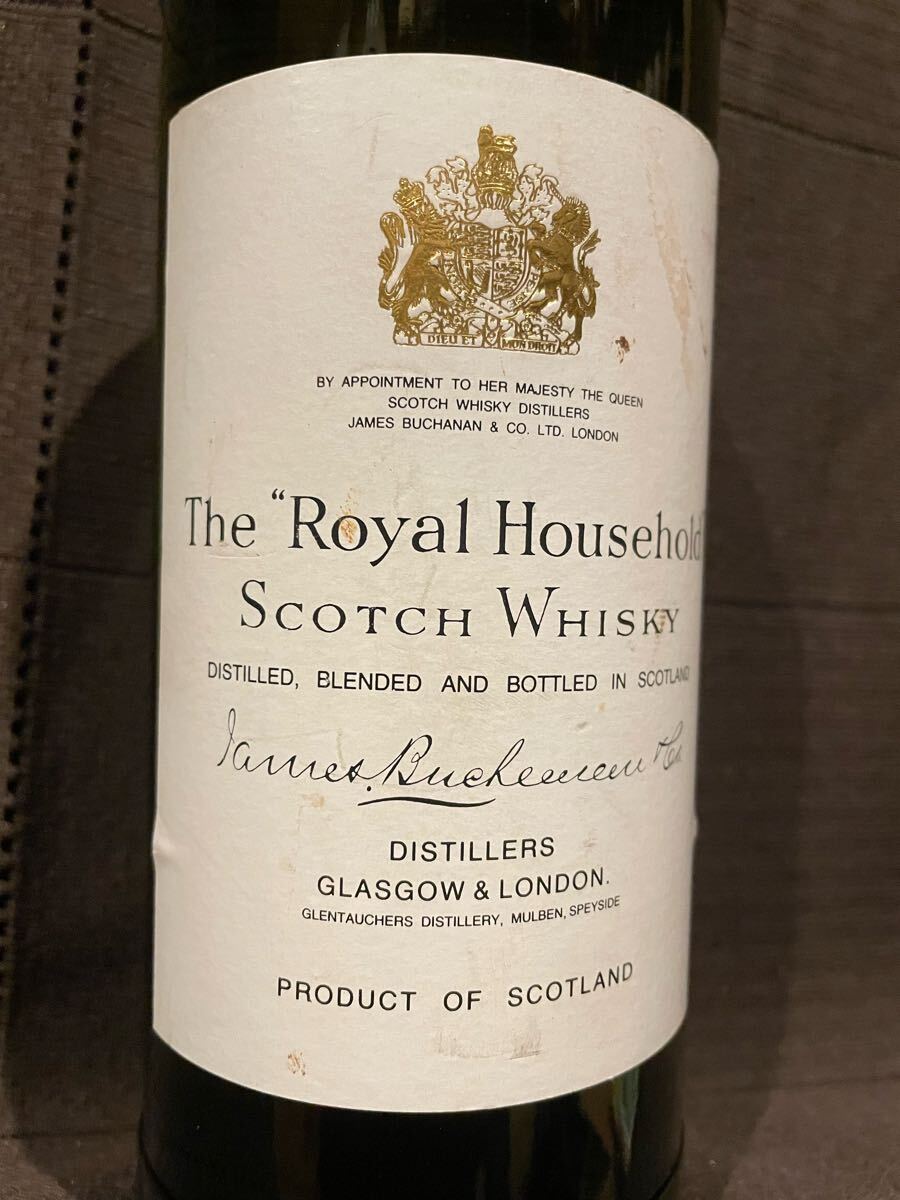 DIEU ET MON DROIT
BY APPOINTMENT TO HER MAJESTY THE QUEEN
SCOTCH WHISKY DISTILLERS
JAMES BUCHANAN & CO. LTD. LONDON
The "Royal Household"
SCOTCH WHISKY
DISTILLED, BLENDED AND BOTTLED IN SCOTLAND
James Buchanan & Co
DISTILLERS
GLASGOW & LONDON.
GLENTAUCHERS DISTILLERY, MULBEN, SPEYSIDE
PRODUCT OF SCOTLAND